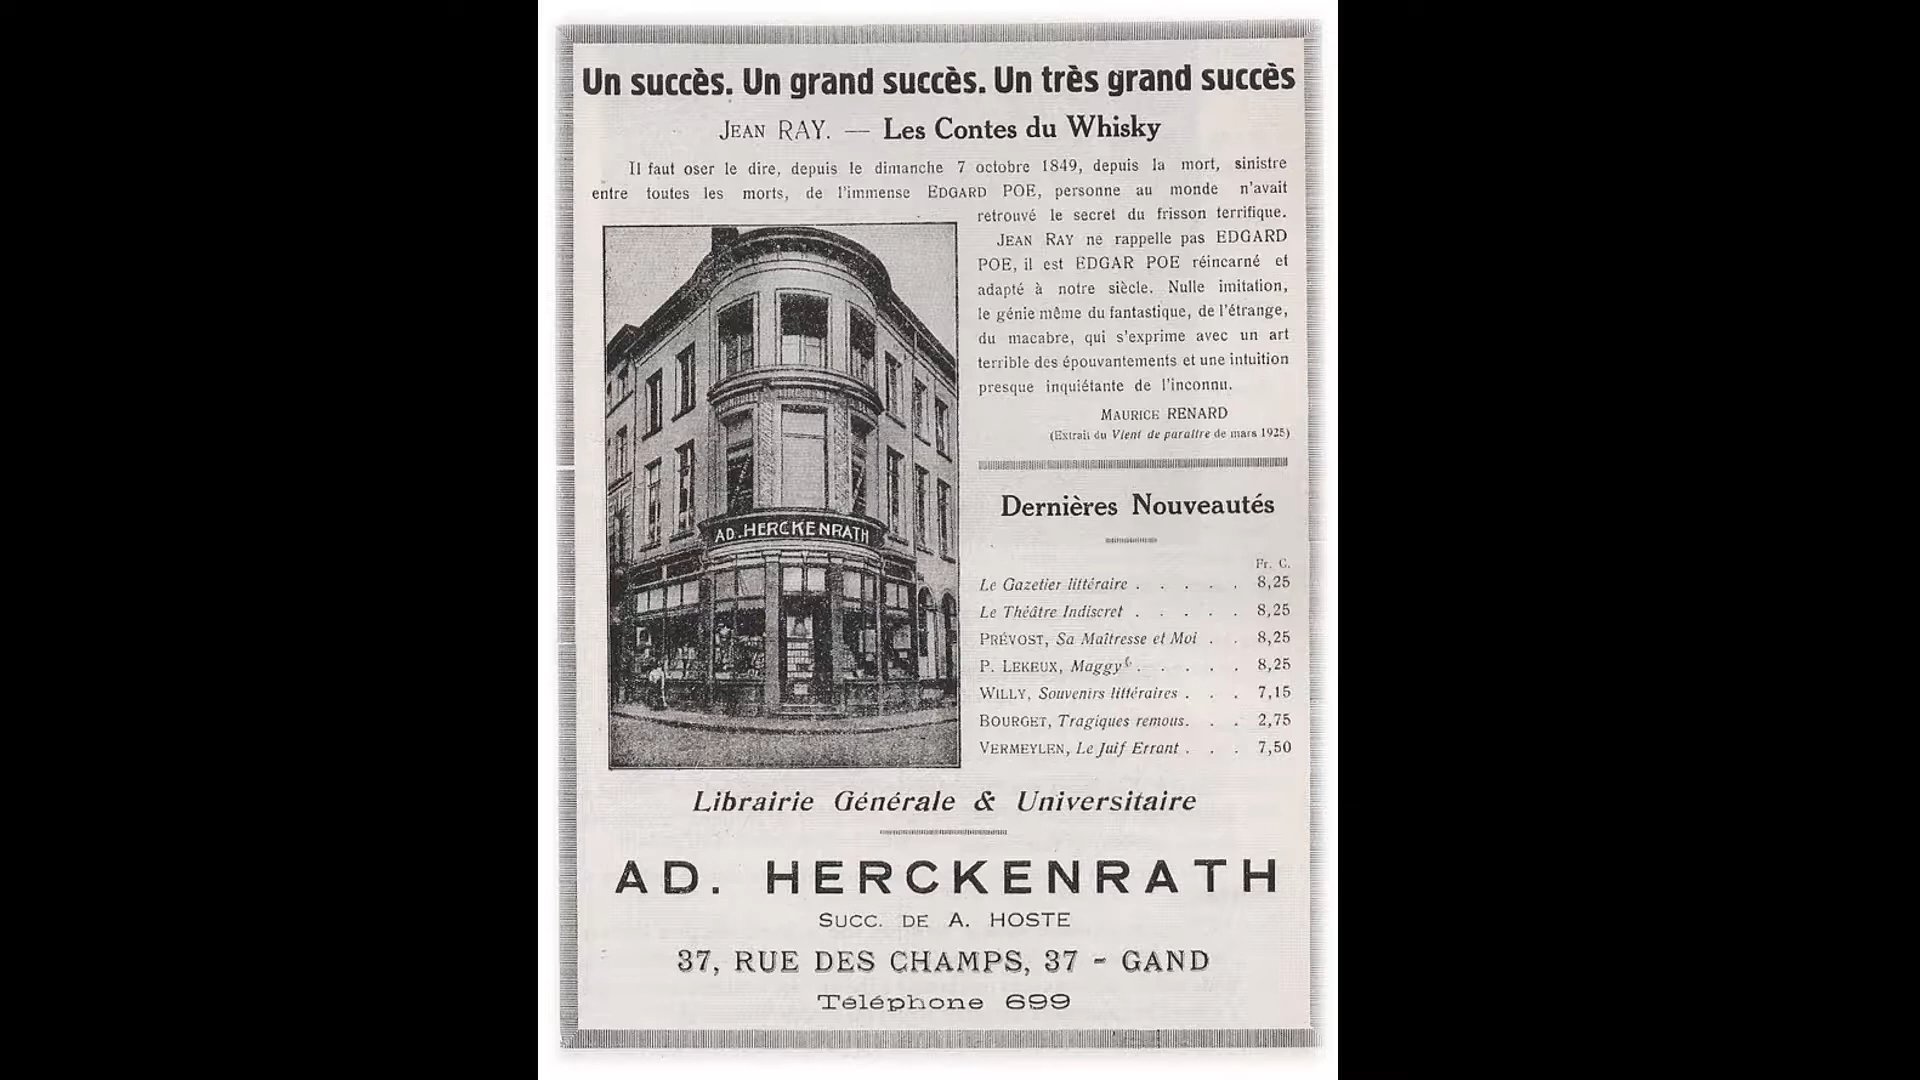 Un succès. Un grand succès. Un très grand succès
JEAN RAY. — Les Contes du Whisky
Il faut oser le dire, depuis le dimanche 7 octobre 1849, depuis la mort, sinistre
entre toutes les morts, de l'immense EDGARD POE, personne au monde n'avait
retrouvé le secret du frisson terrifique.
JEAN RAY ne rappelle pas EDGARD
POE, il est EDGAR POE réincarné et
adapté à notre siècle. Nulle imitation,
le génie même du fantastique, de l'étrange,
du macabre, qui s'exprime avec un art
terrible des épouvantements et une intuition
presque inquiétante de l'inconnu.
MAURICE RENARD
(Extrait du Vient de paraître de mars 1925)
AD. HERCKENRATH
Dernières Nouveautés
Fr. C.
Le Gazetier littéraire . . . . . 8,25
Le Théâtre Indiscret . . . . . 8,25
PRÉVOST, Sa Maîtresse et Moi . . 8,25
P. LEKEUX, Maggy . . . . . 8,25
WILLY, Souvenirs littéraires . . . 7,15
BOURGET, Tragiques remous. . . 2,75
VERMEYLEN, Le Juif Errant . . . 7,50
Librairie Générale & Universitaire
AD. HERCKENRATH
SUCC. DE A. HOSTE
37, RUE DES CHAMPS, 37 - GAND
Téléphone 699